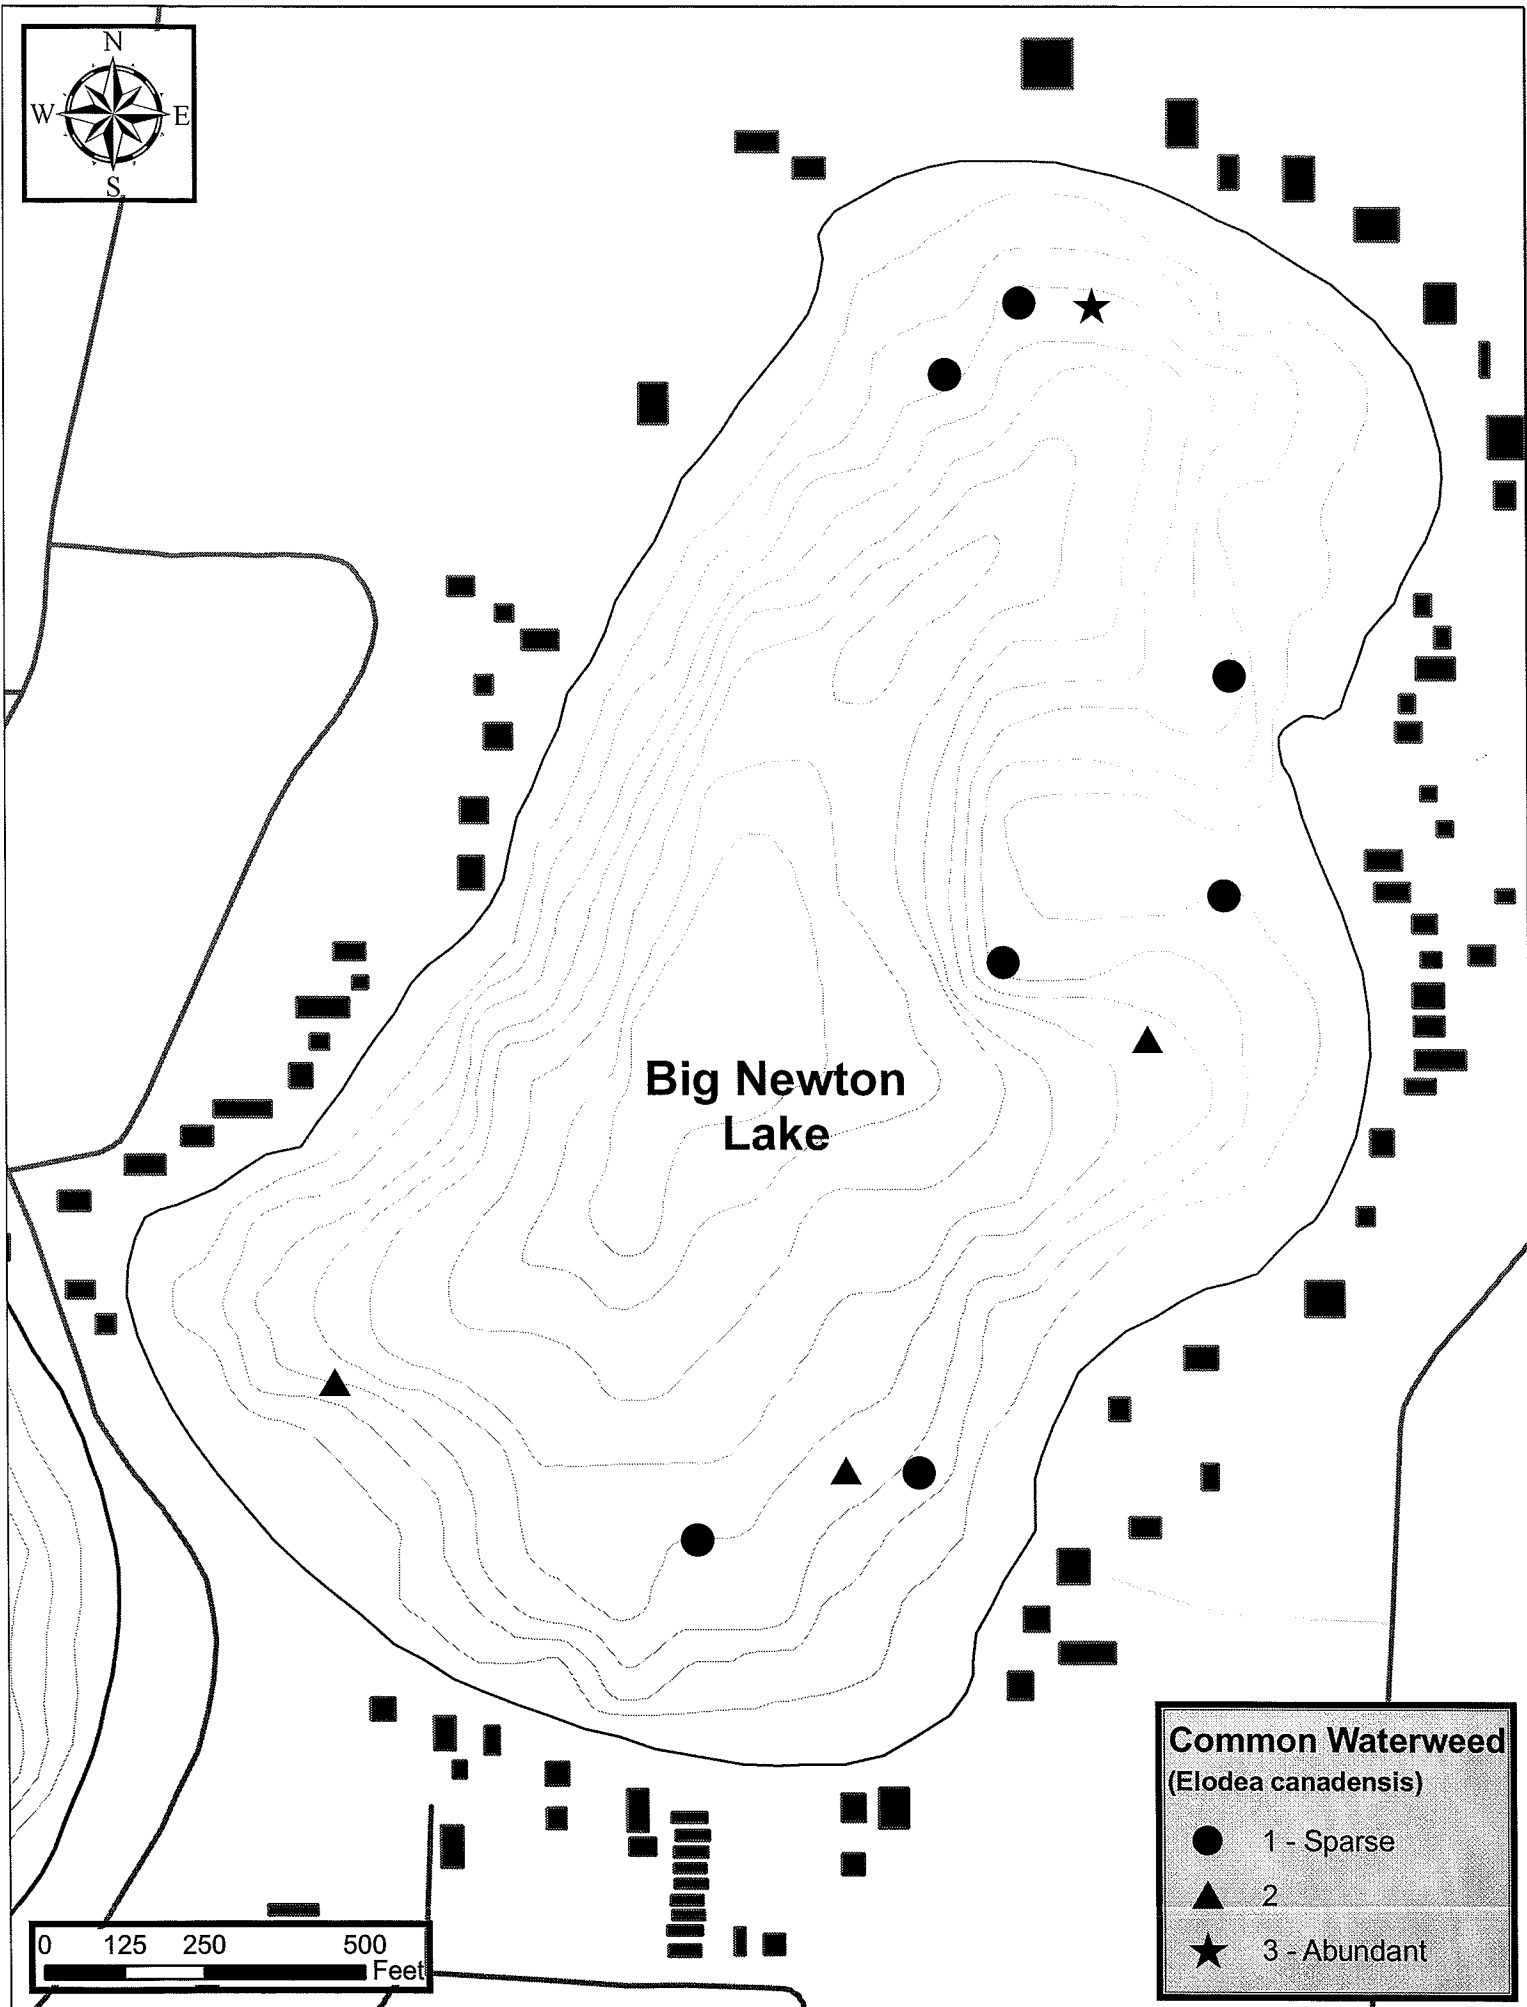 N
W E
S
Big Newton
Lake
Common Waterweed
(Elodea canadensis)
1 - Sparse
2
3 - Abundant
0 125 250 500
Feet